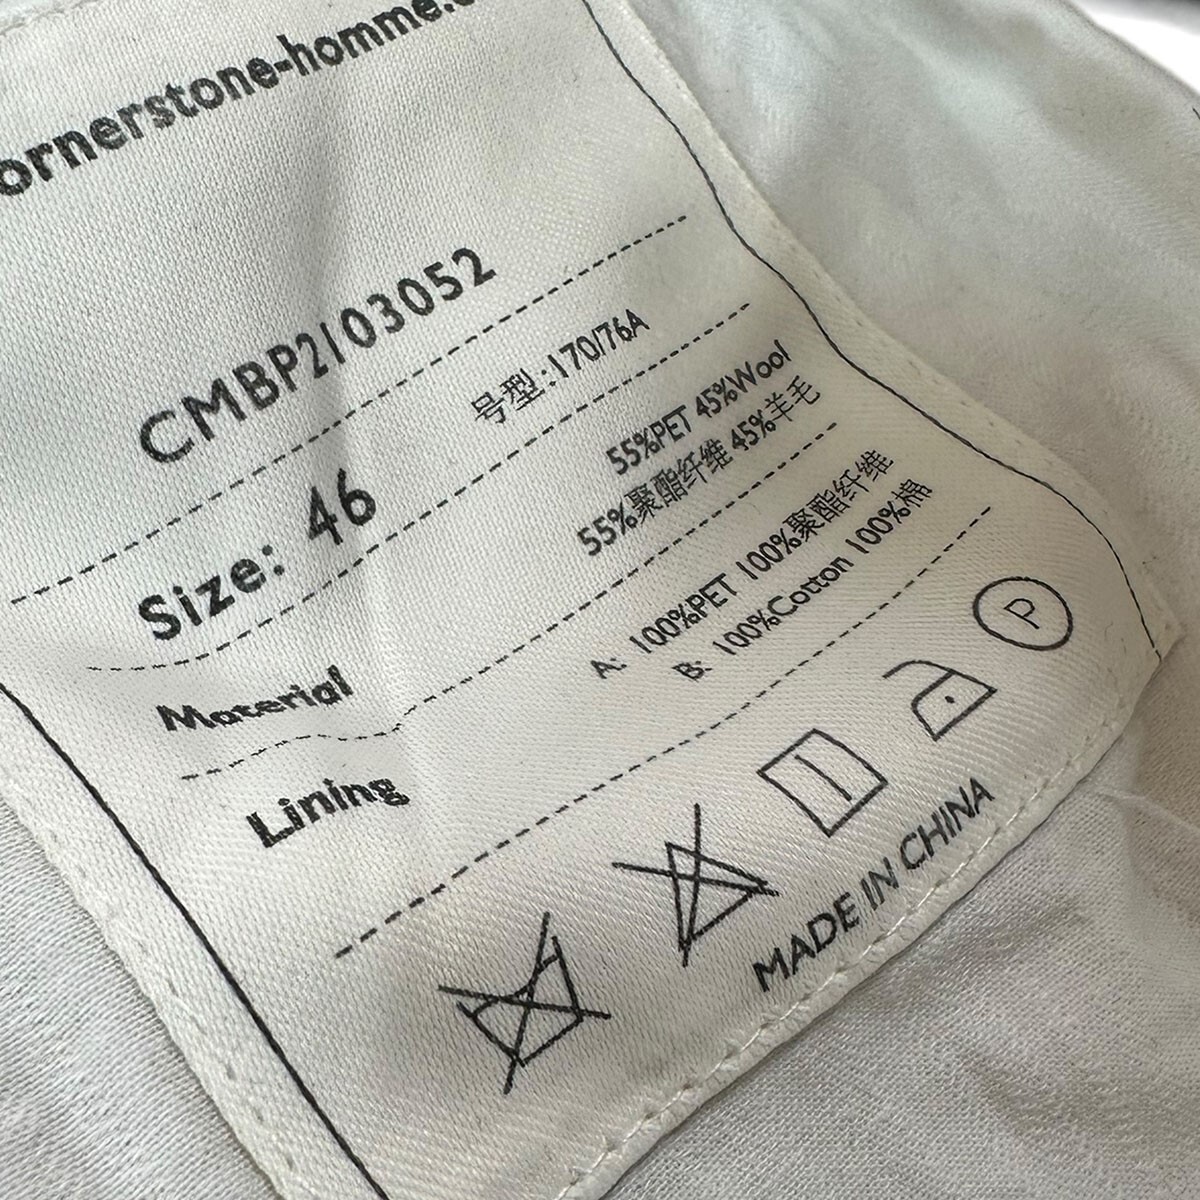 ornerstone-homme.c
CMBP2103052
Size: 46 号型:170/76A
Material 55%PET 45%Wool
55%聚酯纤维 45%羊毛
Lining A: 100%PET 100%聚酯纤维
B: 100%Cotton 100%棉
P
MADE IN CHINA